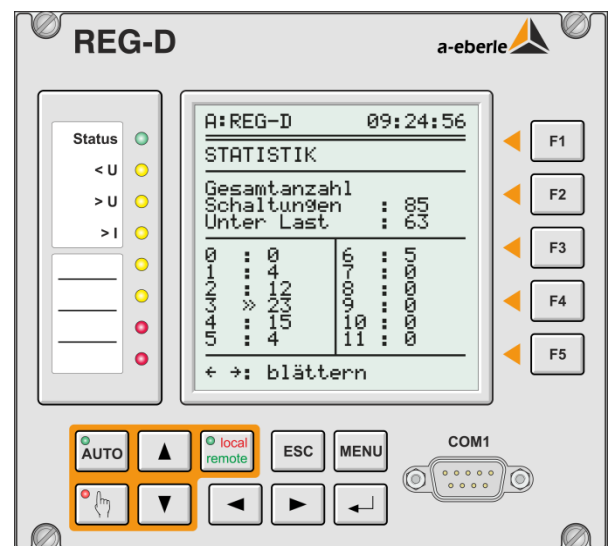 REG-D
a-eberle
Status
< U
> U
> I
A:REG-D 09:24:56
STATISTIK
Gesamtanzahl
Schaltungen : 85
Unter Last : 63
0 : 0 6 : 5
1 : 4 7 : 0
2 : 12 8 : 0
3 » 23 9 : 0
4 : 15 10 : 0
5 : 4 11 : 0
← →: blättern
F1
F2
F3
F4
F5
AUTO
local
remote
ESC
MENU
COM1